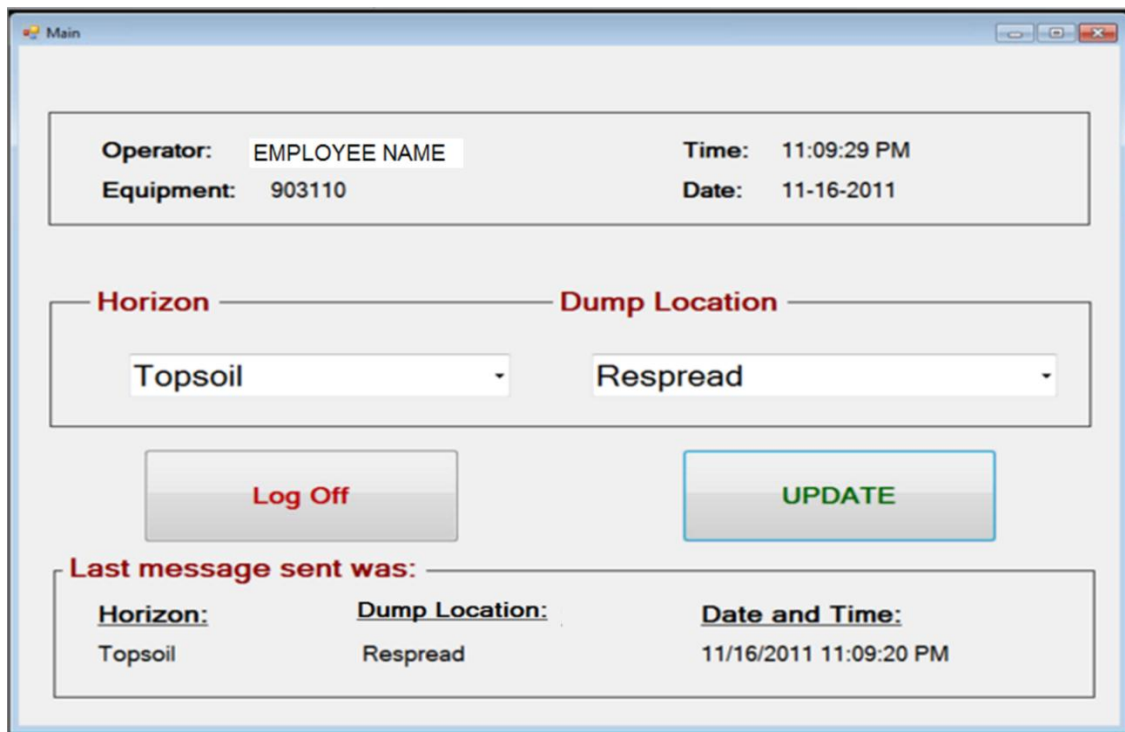 Main
Operator: EMPLOYEE NAME Time: 11:09:29 PM
Equipment: 903110 Date: 11-16-2011
Horizon Dump Location
Topsoil Respread
Log Off UPDATE
Last message sent was:
Horizon: Dump Location: Date and Time:
Topsoil Respread 11/16/2011 11:09:20 PM